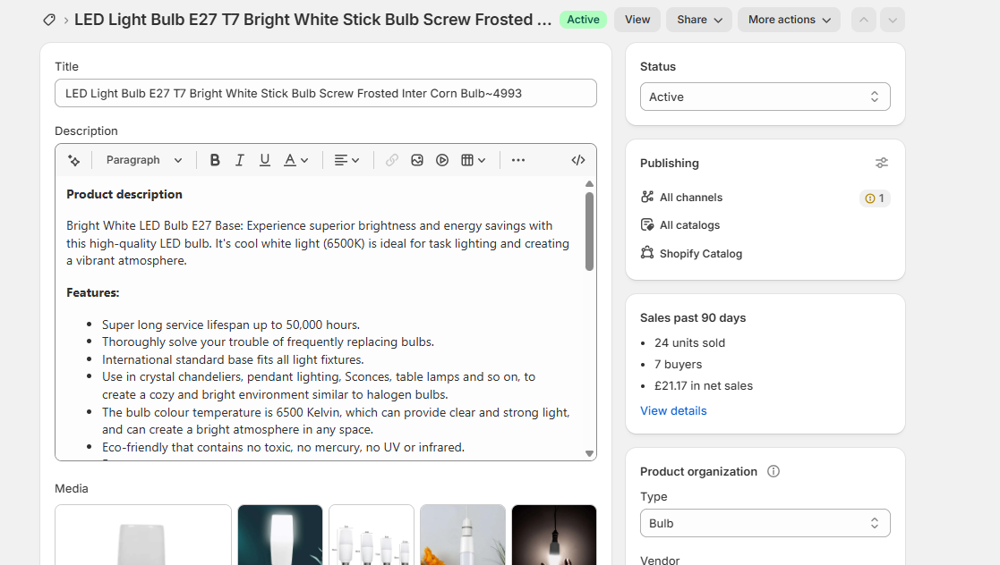 LED Light Bulb E27 T7 Bright White Stick Bulb Screw Frosted ...
Active
View
Share
More actions
Title
LED Light Bulb E27 T7 Bright White Stick Bulb Screw Frosted Inter Corn Bulb~4993
Description
Paragraph
B I U A
Product description
Bright White LED Bulb E27 Base: Experience superior brightness and energy savings with
this high-quality LED bulb. It's cool white light (6500K) is ideal for task lighting and creating
a vibrant atmosphere.
Features:
Super long service lifespan up to 50,000 hours.
Thoroughly solve your trouble of frequently replacing bulbs.
International standard base fits all light fixtures.
Use in crystal chandeliers, pendant lighting, Sconces, table lamps and so on, to
create a cozy and bright environment similar to halogen bulbs.
The bulb colour temperature is 6500 Kelvin, which can provide clear and strong light,
and can create a bright atmosphere in any space.
Eco-friendly that contains no toxic, no mercury, no UV or infrared.
Media
Status
Active
Publishing
All channels
1
All catalogs
Shopify Catalog
Sales past 90 days
24 units sold
7 buyers
£21.17 in net sales
View details
Product organization
Type
Bulb
Vendor